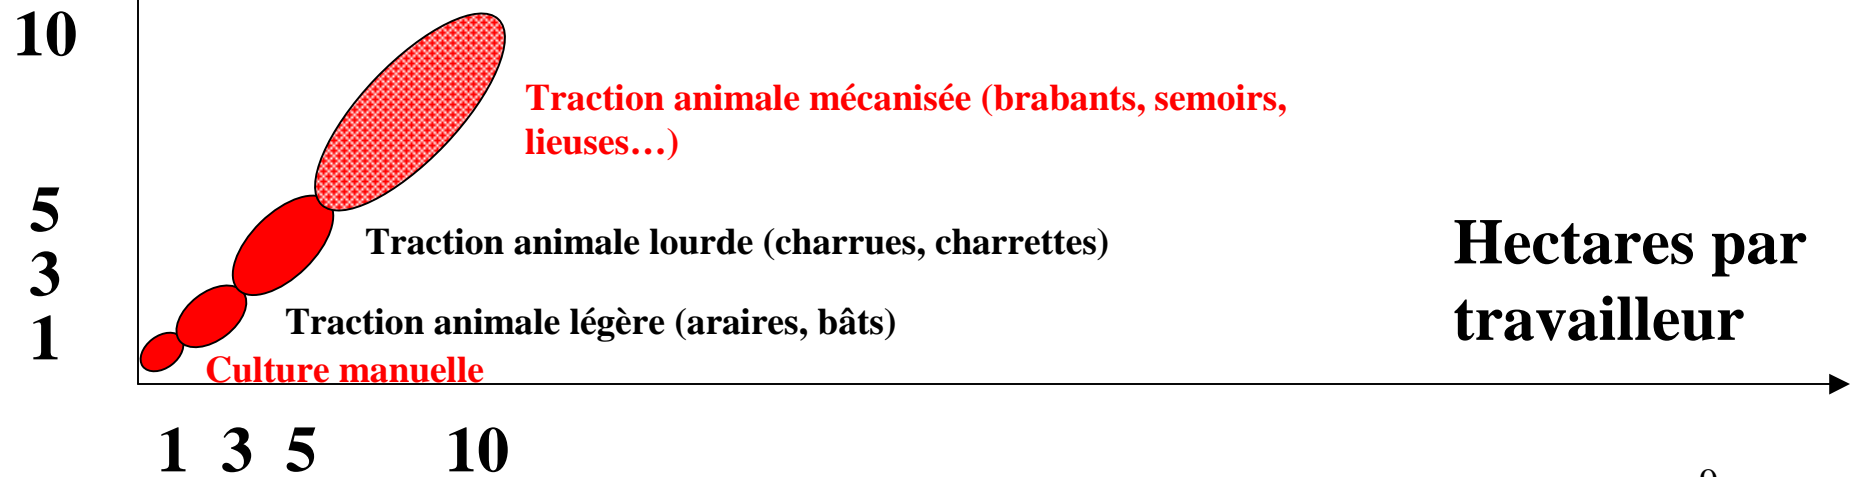 10
Traction animale mécanisée (brabants, semoirs,
lieuses…)
5
Traction animale lourde (charrues, charrettes)
Hectares par
travailleur
3
Traction animale légère (araires, bâts)
1
Culture manuelle
1 3 5 10